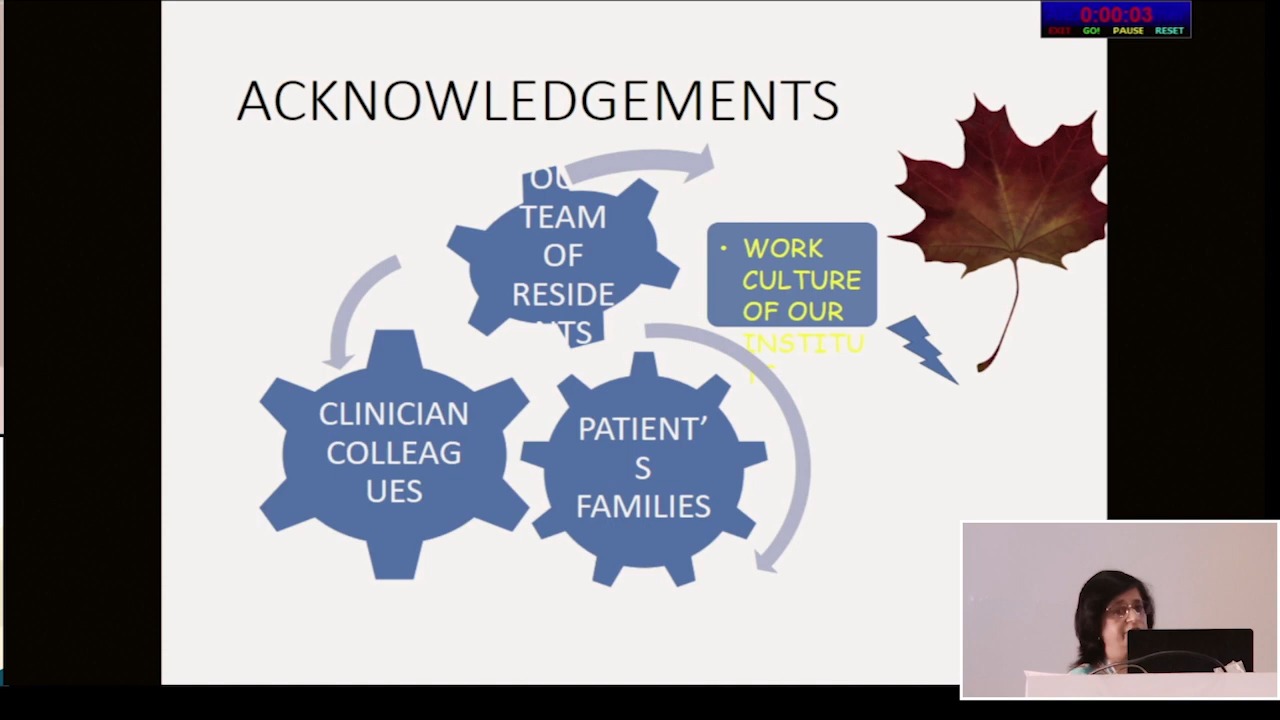 0:00:03
EXIT GO! PAUSE RESET
ACKNOWLEDGEMENTS
OU
TEAM
OF
RESIDE
NTS
• WORK
CULTURE
OF OUR
INSTITU
CLINICIAN
COLLEAG
UES
PATIENT’
S
FAMILIES